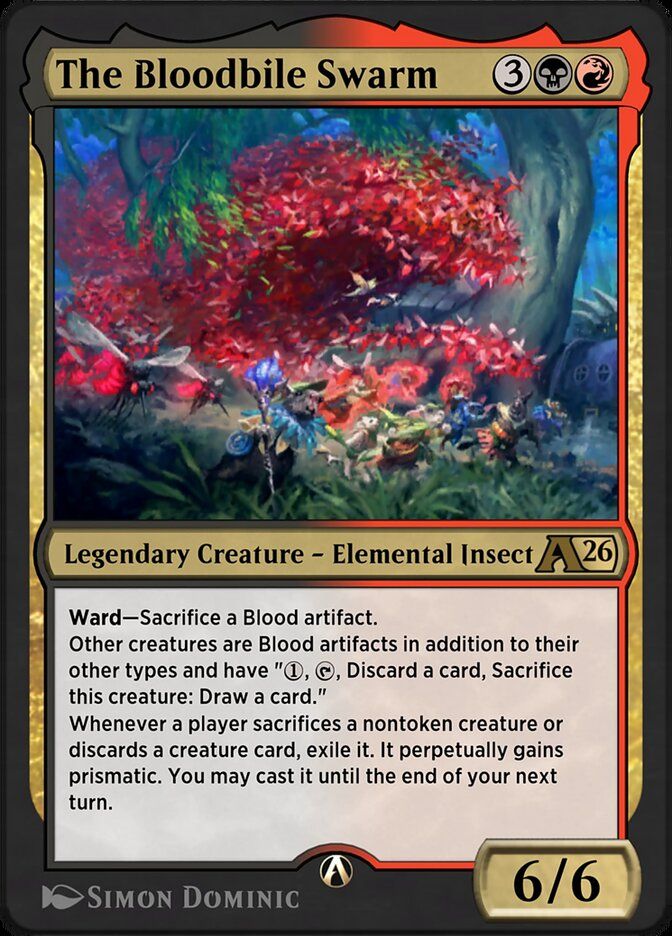 The Bloodbile Swarm 3
Legendary Creature – Elemental Insect A26
Ward—Sacrifice a Blood artifact.
Other creatures are Blood artifacts in addition to their
other types and have "1, , Discard a card, Sacrifice
this creature: Draw a card."
Whenever a player sacrifices a nontoken creature or
discards a creature card, exile it. It perpetually gains
prismatic. You may cast it until the end of your next
turn.
6/6
Simon Dominic